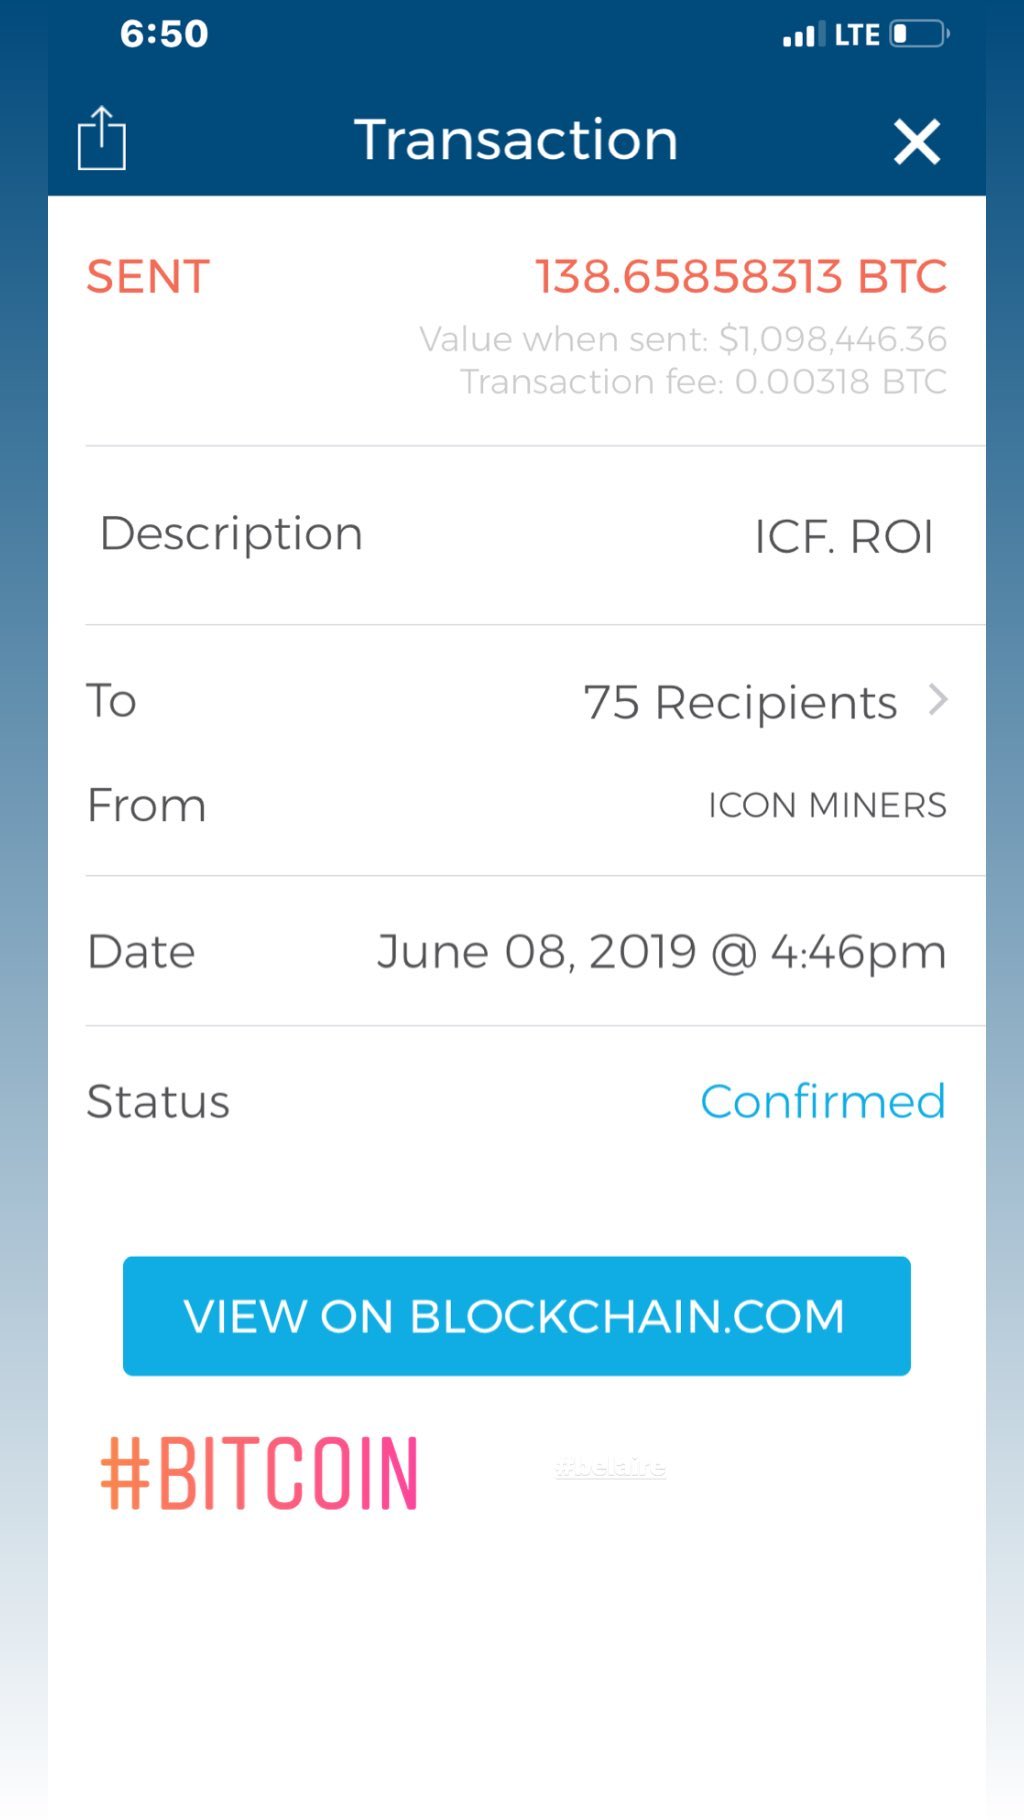 6:50 LTE
Transaction
SENT 138.65858313 BTC
Value when sent: $1,098,446.36
Transaction fee: 0.00318 BTC
Description ICF. ROI
To 75 Recipients
From ICON MINERS
Date June 08, 2019 @ 4:46pm
Status Confirmed
VIEW ON BLOCKCHAIN.COM
#BITCOIN #belaire